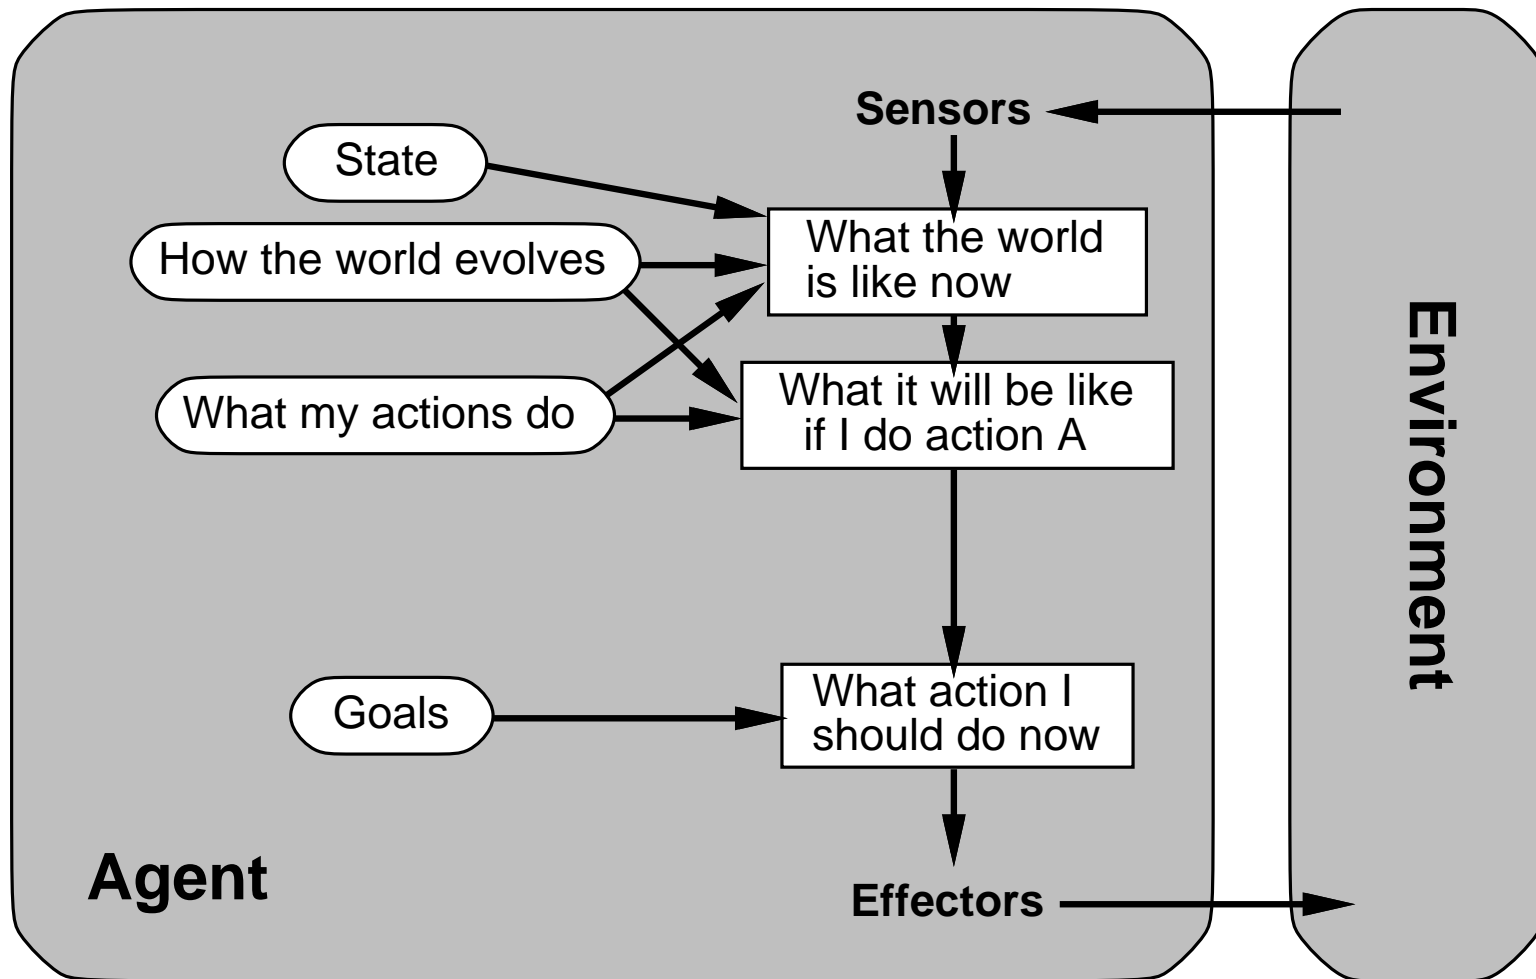 Sensors
State
What the world
is like now
How the world evolves
What it will be like
if I do action A
What my actions do
Environment
What action I
should do now
Goals
Agent
Effectors